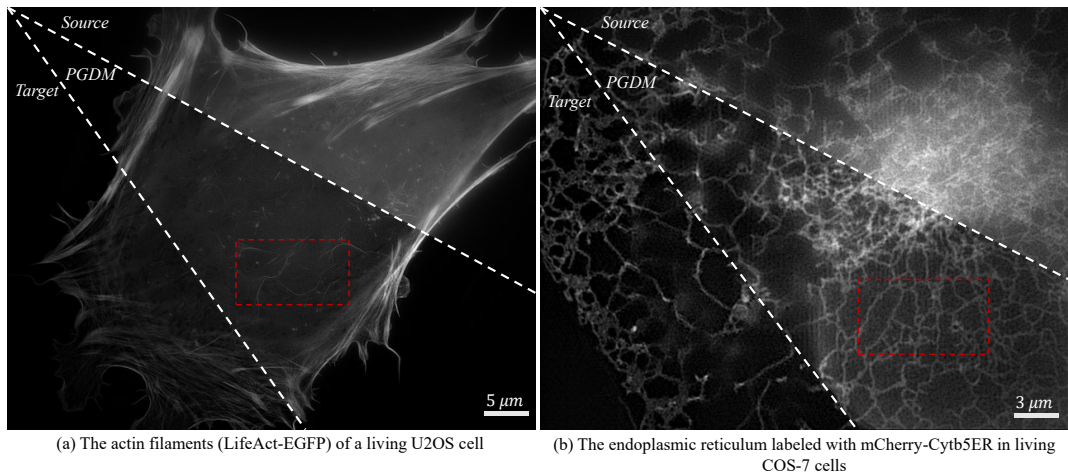 Source
PGDM
Target
5 μm
Source
PGDM
Target
3 μm
(a) The actin filaments (LifeAct-EGFP) of a living U2OS cell
(b) The endoplasmic reticulum labeled with mCherry-Cytb5ER in living
COS-7 cells